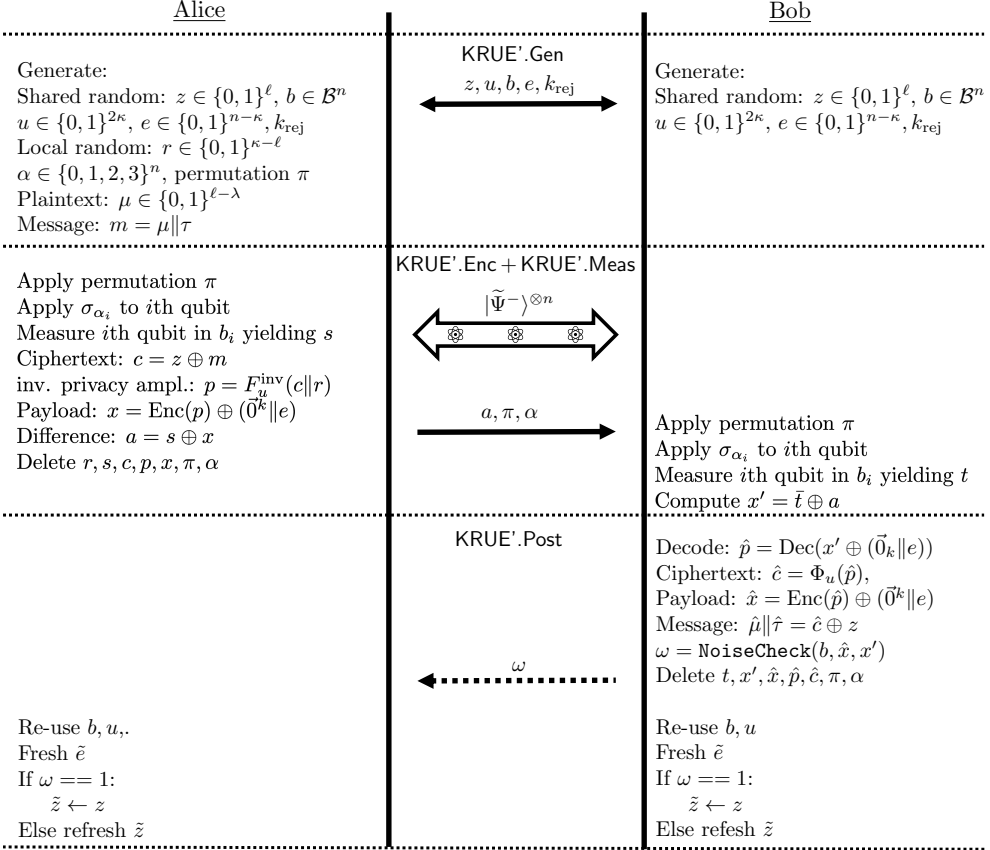 Alice
Bob
KRUE'.Gen
z, u, b, e, k_rej
Generate:
Shared random: z ∈ {0, 1}^ℓ, b ∈ 𝓑^n
u ∈ {0, 1}^{2κ}, e ∈ {0, 1}^{n−κ}, k_rej
Local random: r ∈ {0, 1}^{κ−ℓ}
α ∈ {0, 1, 2, 3}^n, permutation π
Plaintext: μ ∈ {0, 1}^{ℓ−λ}
Message: m = μ∥τ
Generate:
Shared random: z ∈ {0, 1}^ℓ, b ∈ 𝓑^n
u ∈ {0, 1}^{2κ}, e ∈ {0, 1}^{n−κ}, k_rej
KRUE'.Enc + KRUE'.Meas
|Ψ̃^−⟩^{⊗n}
Apply permutation π
Apply σ_{α_i} to ith qubit
Measure ith qubit in b_i yielding s
Ciphertext: c = z ⊕ m
inv. privacy ampl.: p = F_u^{inv}(c∥r)
Payload: x = Enc(p) ⊕ (0⃗^k∥e)
Difference: a = s ⊕ x
Delete r, s, c, p, x, π, α
a, π, α
Apply permutation π
Apply σ_{α_i} to ith qubit
Measure ith qubit in b_i yielding t
Compute x′ = t̄ ⊕ a
KRUE'.Post
Decode: p̂ = Dec(x′ ⊕ (0⃗_k∥e))
Ciphertext: ĉ = Φ_u(p̂),
Payload: x̂ = Enc(p̂) ⊕ (0⃗^k∥e)
Message: μ̂∥τ̂ = ĉ ⊕ z
ω = NoiseCheck(b, x̂, x′)
Delete t, x′, x̂, p̂, ĉ, π, α
ω
Re-use b, u,.
Fresh ẽ
If ω == 1:
z̃ ← z
Else refresh z̃
Re-use b, u
Fresh ẽ
If ω == 1:
z̃ ← z
Else refesh z̃